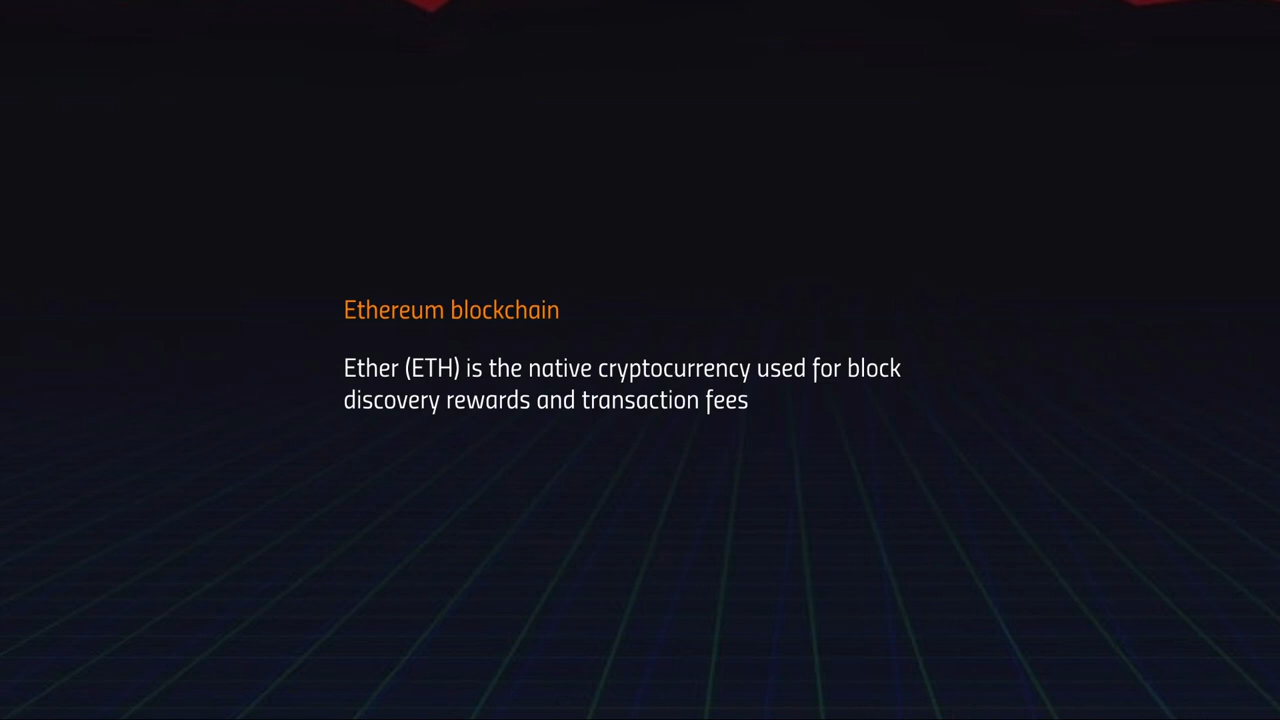 Ethereum blockchain
Ether (ETH) is the native cryptocurrency used for block
discovery rewards and transaction fees